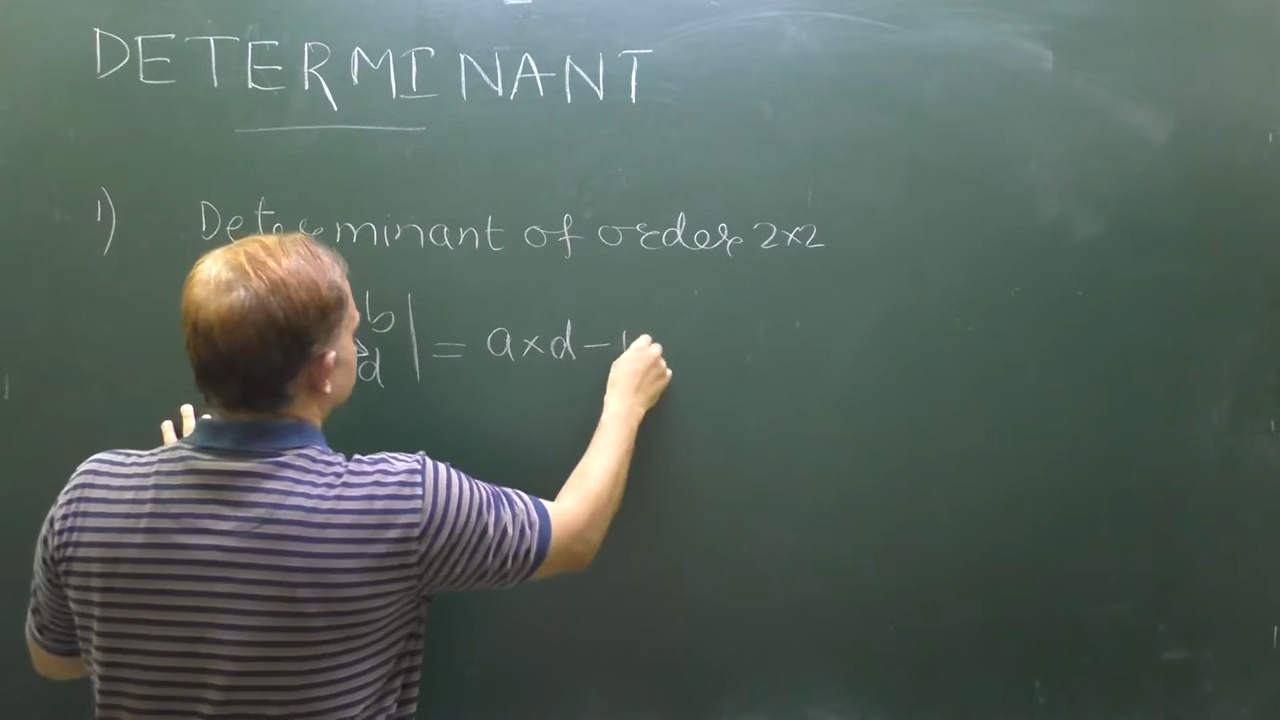 DETERMINANT
1) Determinant of order 2×2
b| = a×d-
d